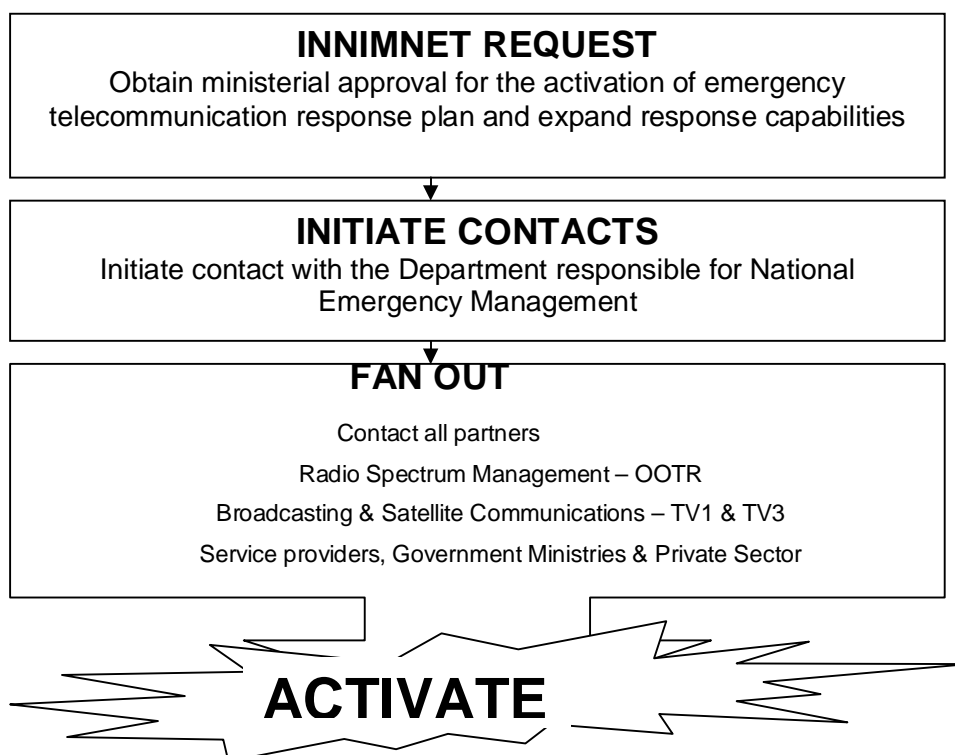 INNIMNET REQUEST
Obtain ministerial approval for the activation of emergency
telecommunication response plan and expand response capabilities
INITIATE CONTACTS
Initiate contact with the Department responsible for National
Emergency Management
FAN OUT
Contact all partners
Radio Spectrum Management – OOTR
Broadcasting & Satellite Communications – TV1 & TV3
Service providers, Government Ministries & Private Sector
ACTIVATE